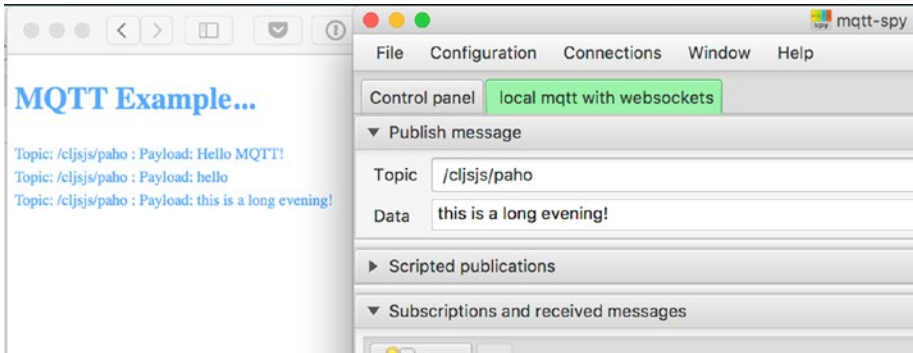 MQTT Example...
Topic: /cljsjs/paho : Payload: Hello MQTT!
Topic: /cljsjs/paho : Payload: hello
Topic: /cljsjs/paho : Payload: this is a long evening!
spy mqtt-spy
File Configuration Connections Window Help
Control panel local mqtt with websockets
Publish message
Topic /cljsjs/paho
Data this is a long evening!
Scripted publications
Subscriptions and received messages